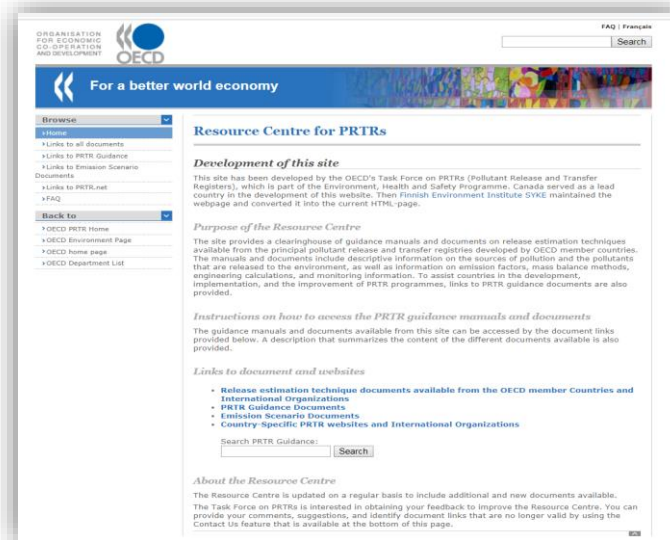 FAQ | Français
ORGANISATION
FOR ECONOMIC
CO-OPERATION
AND DEVELOPMENT
OECD
Search
For a better world economy
Browse
Home
Links to all documents
Links to PRTR Guidance
Links to Emission Scenario
Documents
Links to PRTR.net
FAQ
Back to
OECD PRTR Home
OECD Environment Page
OECD home page
OECD Department List
Resource Centre for PRTRs
Development of this site
This site has been developed by the OECD's Task Force on PRTRs (Pollutant Release and Transfer
Registers), which is part of the Environment, Health and Safety Programme. Canada served as a lead
country in the development of this website. Then Finnish Environment Institute SYKE maintained the
webpage and converted it into the current HTML-page.
Purpose of the Resource Centre
The site provides a clearinghouse of guidance manuals and documents on release estimation techniques
available from the principal pollutant release and transfer registries developed by OECD member countries.
The manuals and documents include descriptive information on the sources of pollution and the pollutants
that are released to the environment, as well as information on emission factors, mass balance methods,
engineering calculations, and monitoring information. To assist countries in the development,
implementation, and the improvement of PRTR programmes, links to PRTR guidance documents are also
provided.
Instructions on how to access the PRTR guidance manuals and documents
The guidance manuals and documents available from this site can be accessed by the document links
provided below. A description that summarizes the content of the different documents available is also
provided.
Links to document and websites
• Release estimation technique documents available from the OECD member Countries and
International Organizations
• PRTR Guidance Documents
• Emission Scenario Documents
• Country-Specific PRTR websites and International Organizations
Search PRTR Guidance:
Search
About the Resource Centre
The Resource Centre is updated on a regular basis to include additional and new documents available.
The Task Force on PRTRs is interested in obtaining your feedback to improve the Resource Centre. You can
provide your comments, suggestions, and identify document links that are no longer valid by using the
Contact Us feature that is available at the bottom of this page.